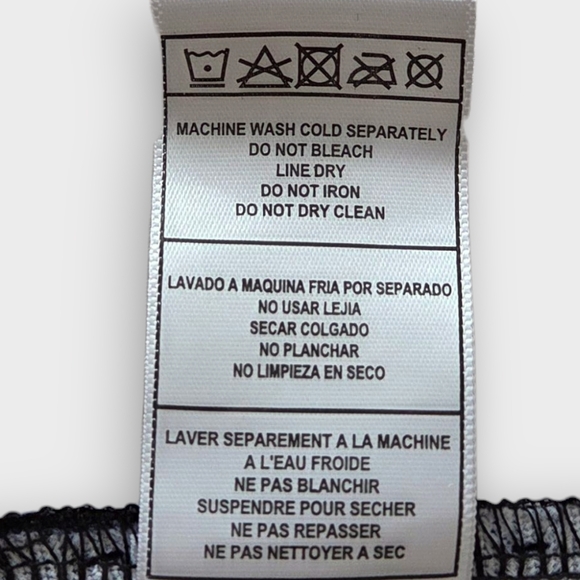 MACHINE WASH COLD SEPARATELY
DO NOT BLEACH
LINE DRY
DO NOT IRON
DO NOT DRY CLEAN
LAVADO A MAQUINA FRIA POR SEPARADO
NO USAR LEJIA
SECAR COLGADO
NO PLANCHAR
NO LIMPIEZA EN SECO
LAVER SEPAREMENT A LA MACHINE
A L'EAU FROIDE
NE PAS BLANCHIR
SUSPENDRE POUR SECHER
NE PAS REPASSER
NE PAS NETTOYER A SEC